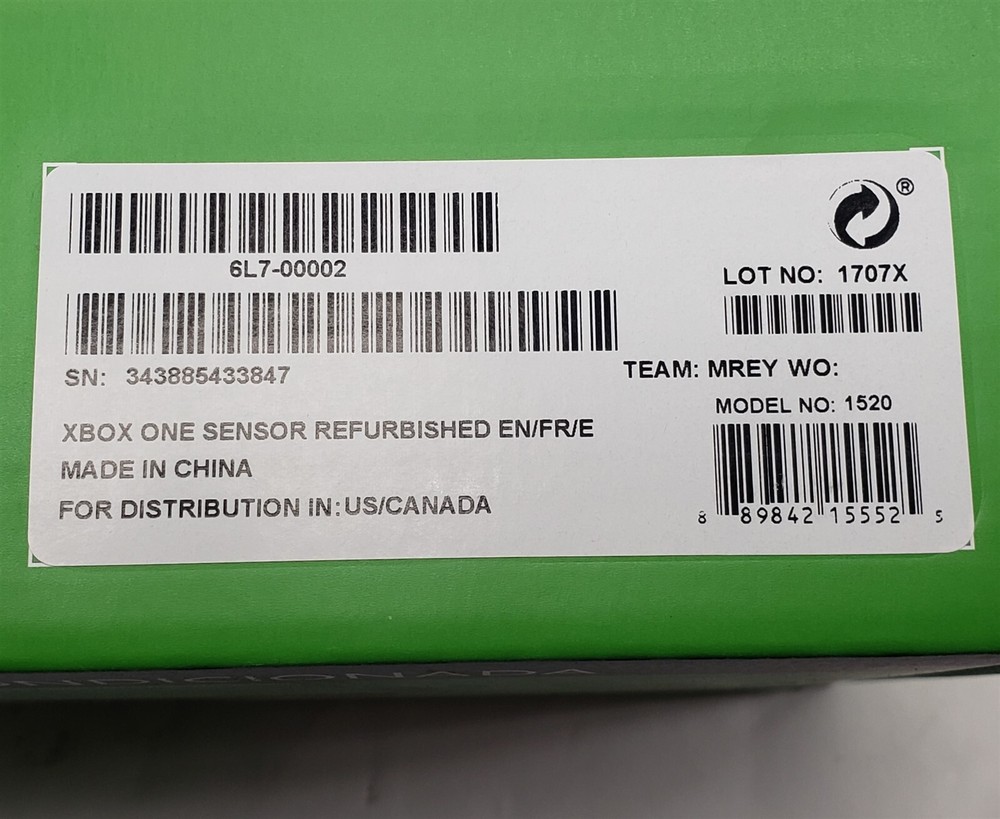 6L7-00002
®
LOT NO: 1707X
SN: 343885433847
TEAM: MREY WO:
MODEL NO: 1520
XBOX ONE SENSOR REFURBISHED EN/FR/E
MADE IN CHINA
FOR DISTRIBUTION IN:US/CANADA
8 89842 15552 5